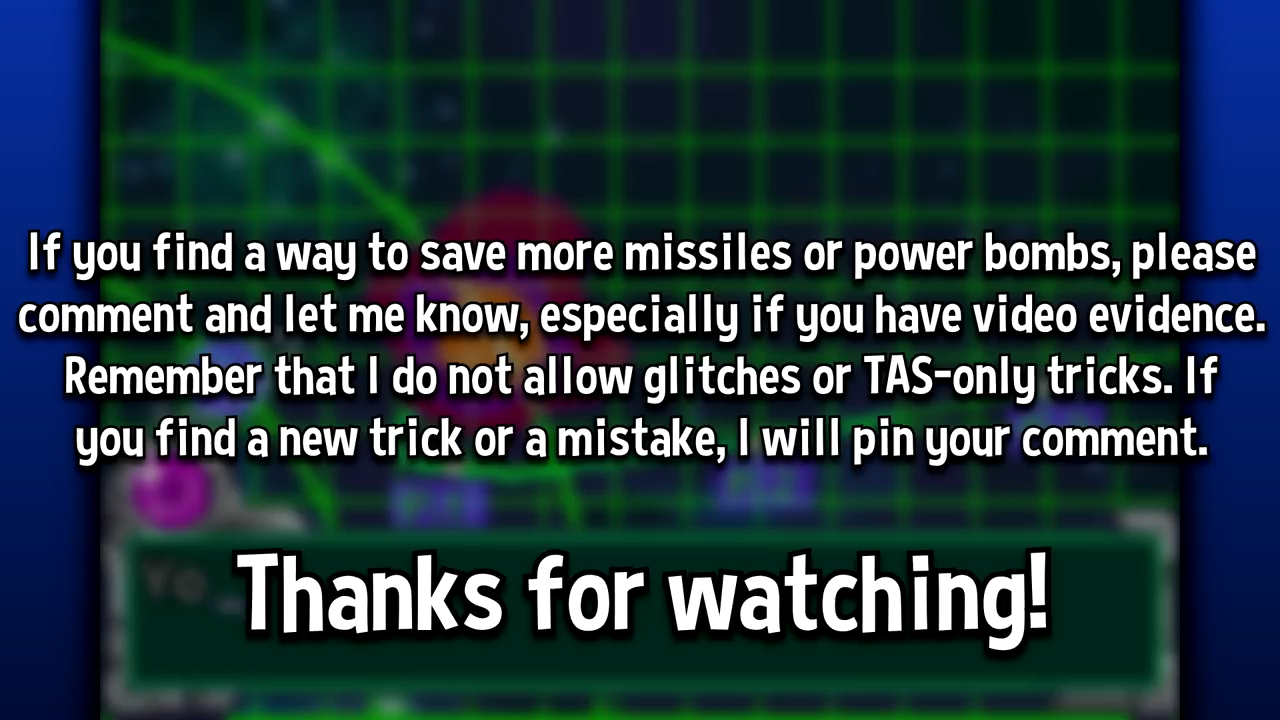 If you find a way to save more missiles or power bombs, please
comment and let me know, especially if you have video evidence.
Remember that I do not allow glitches or TAS-only tricks. If
you find a new trick or a mistake, I will pin your comment.
Yo
Thanks for watching!